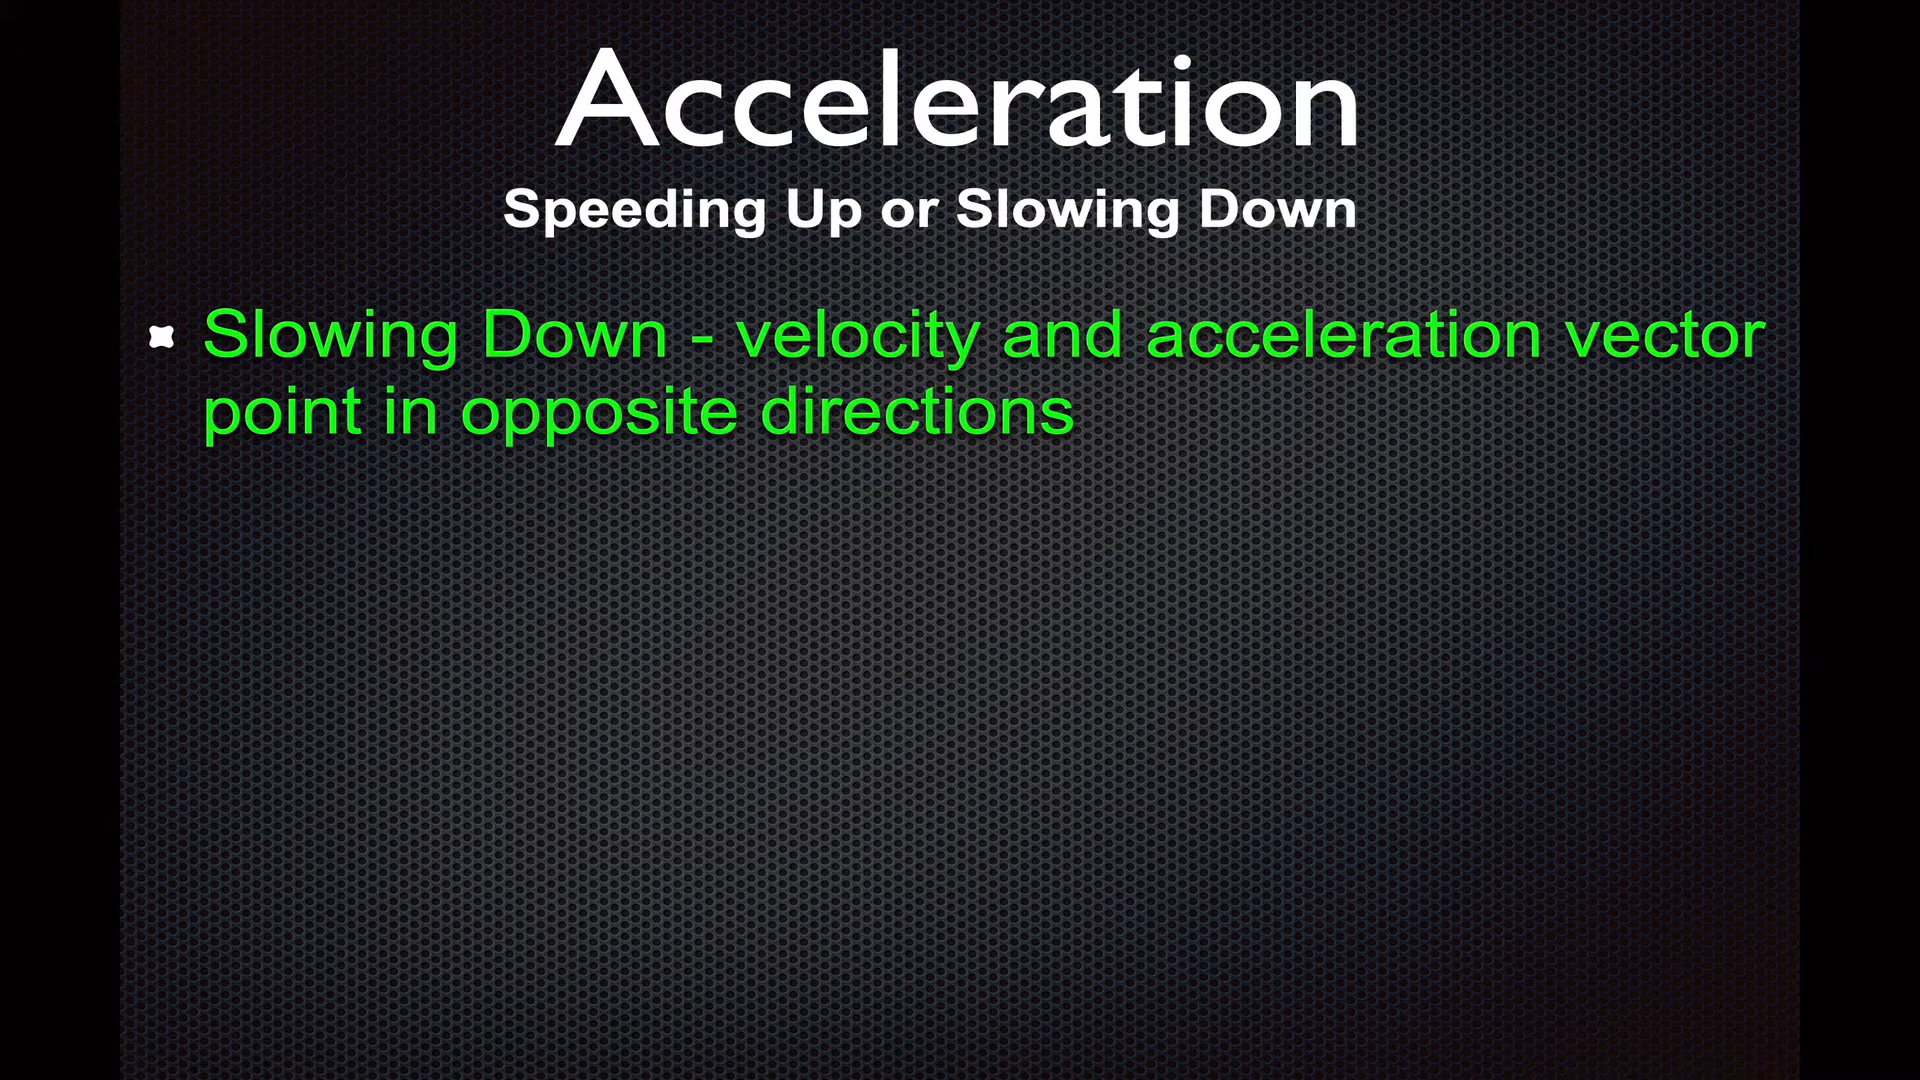 Acceleration
Speeding Up or Slowing Down
Slowing Down - velocity and acceleration vector
point in opposite directions